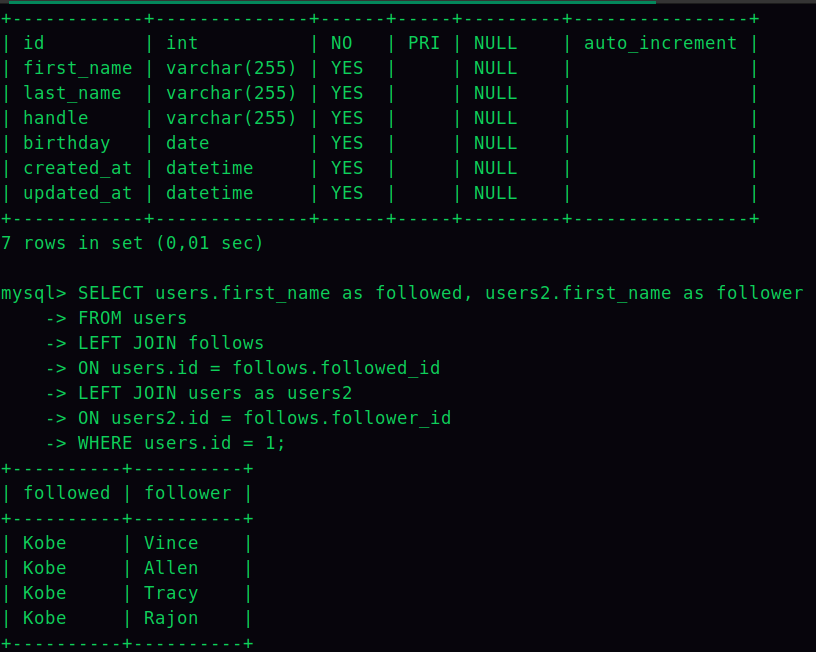 +------------+--------------+------+-----+---------+----------------+
| id         | int          | NO   | PRI | NULL    | auto_increment |
| first_name | varchar(255) | YES  |     | NULL    |                |
| last_name  | varchar(255) | YES  |     | NULL    |                |
| handle     | varchar(255) | YES  |     | NULL    |                |
| birthday   | date         | YES  |     | NULL    |                |
| created_at | datetime     | YES  |     | NULL    |                |
| updated_at | datetime     | YES  |     | NULL    |                |
+------------+--------------+------+-----+---------+----------------+
7 rows in set (0,01 sec)

mysql> SELECT users.first_name as followed, users2.first_name as follower
    -> FROM users
    -> LEFT JOIN follows
    -> ON users.id = follows.followed_id
    -> LEFT JOIN users as users2
    -> ON users2.id = follows.follower_id
    -> WHERE users.id = 1;
+----------+----------+
| followed | follower |
+----------+----------+
| Kobe     | Vince    |
| Kobe     | Allen    |
| Kobe     | Tracy    |
| Kobe     | Rajon    |
+----------+----------+